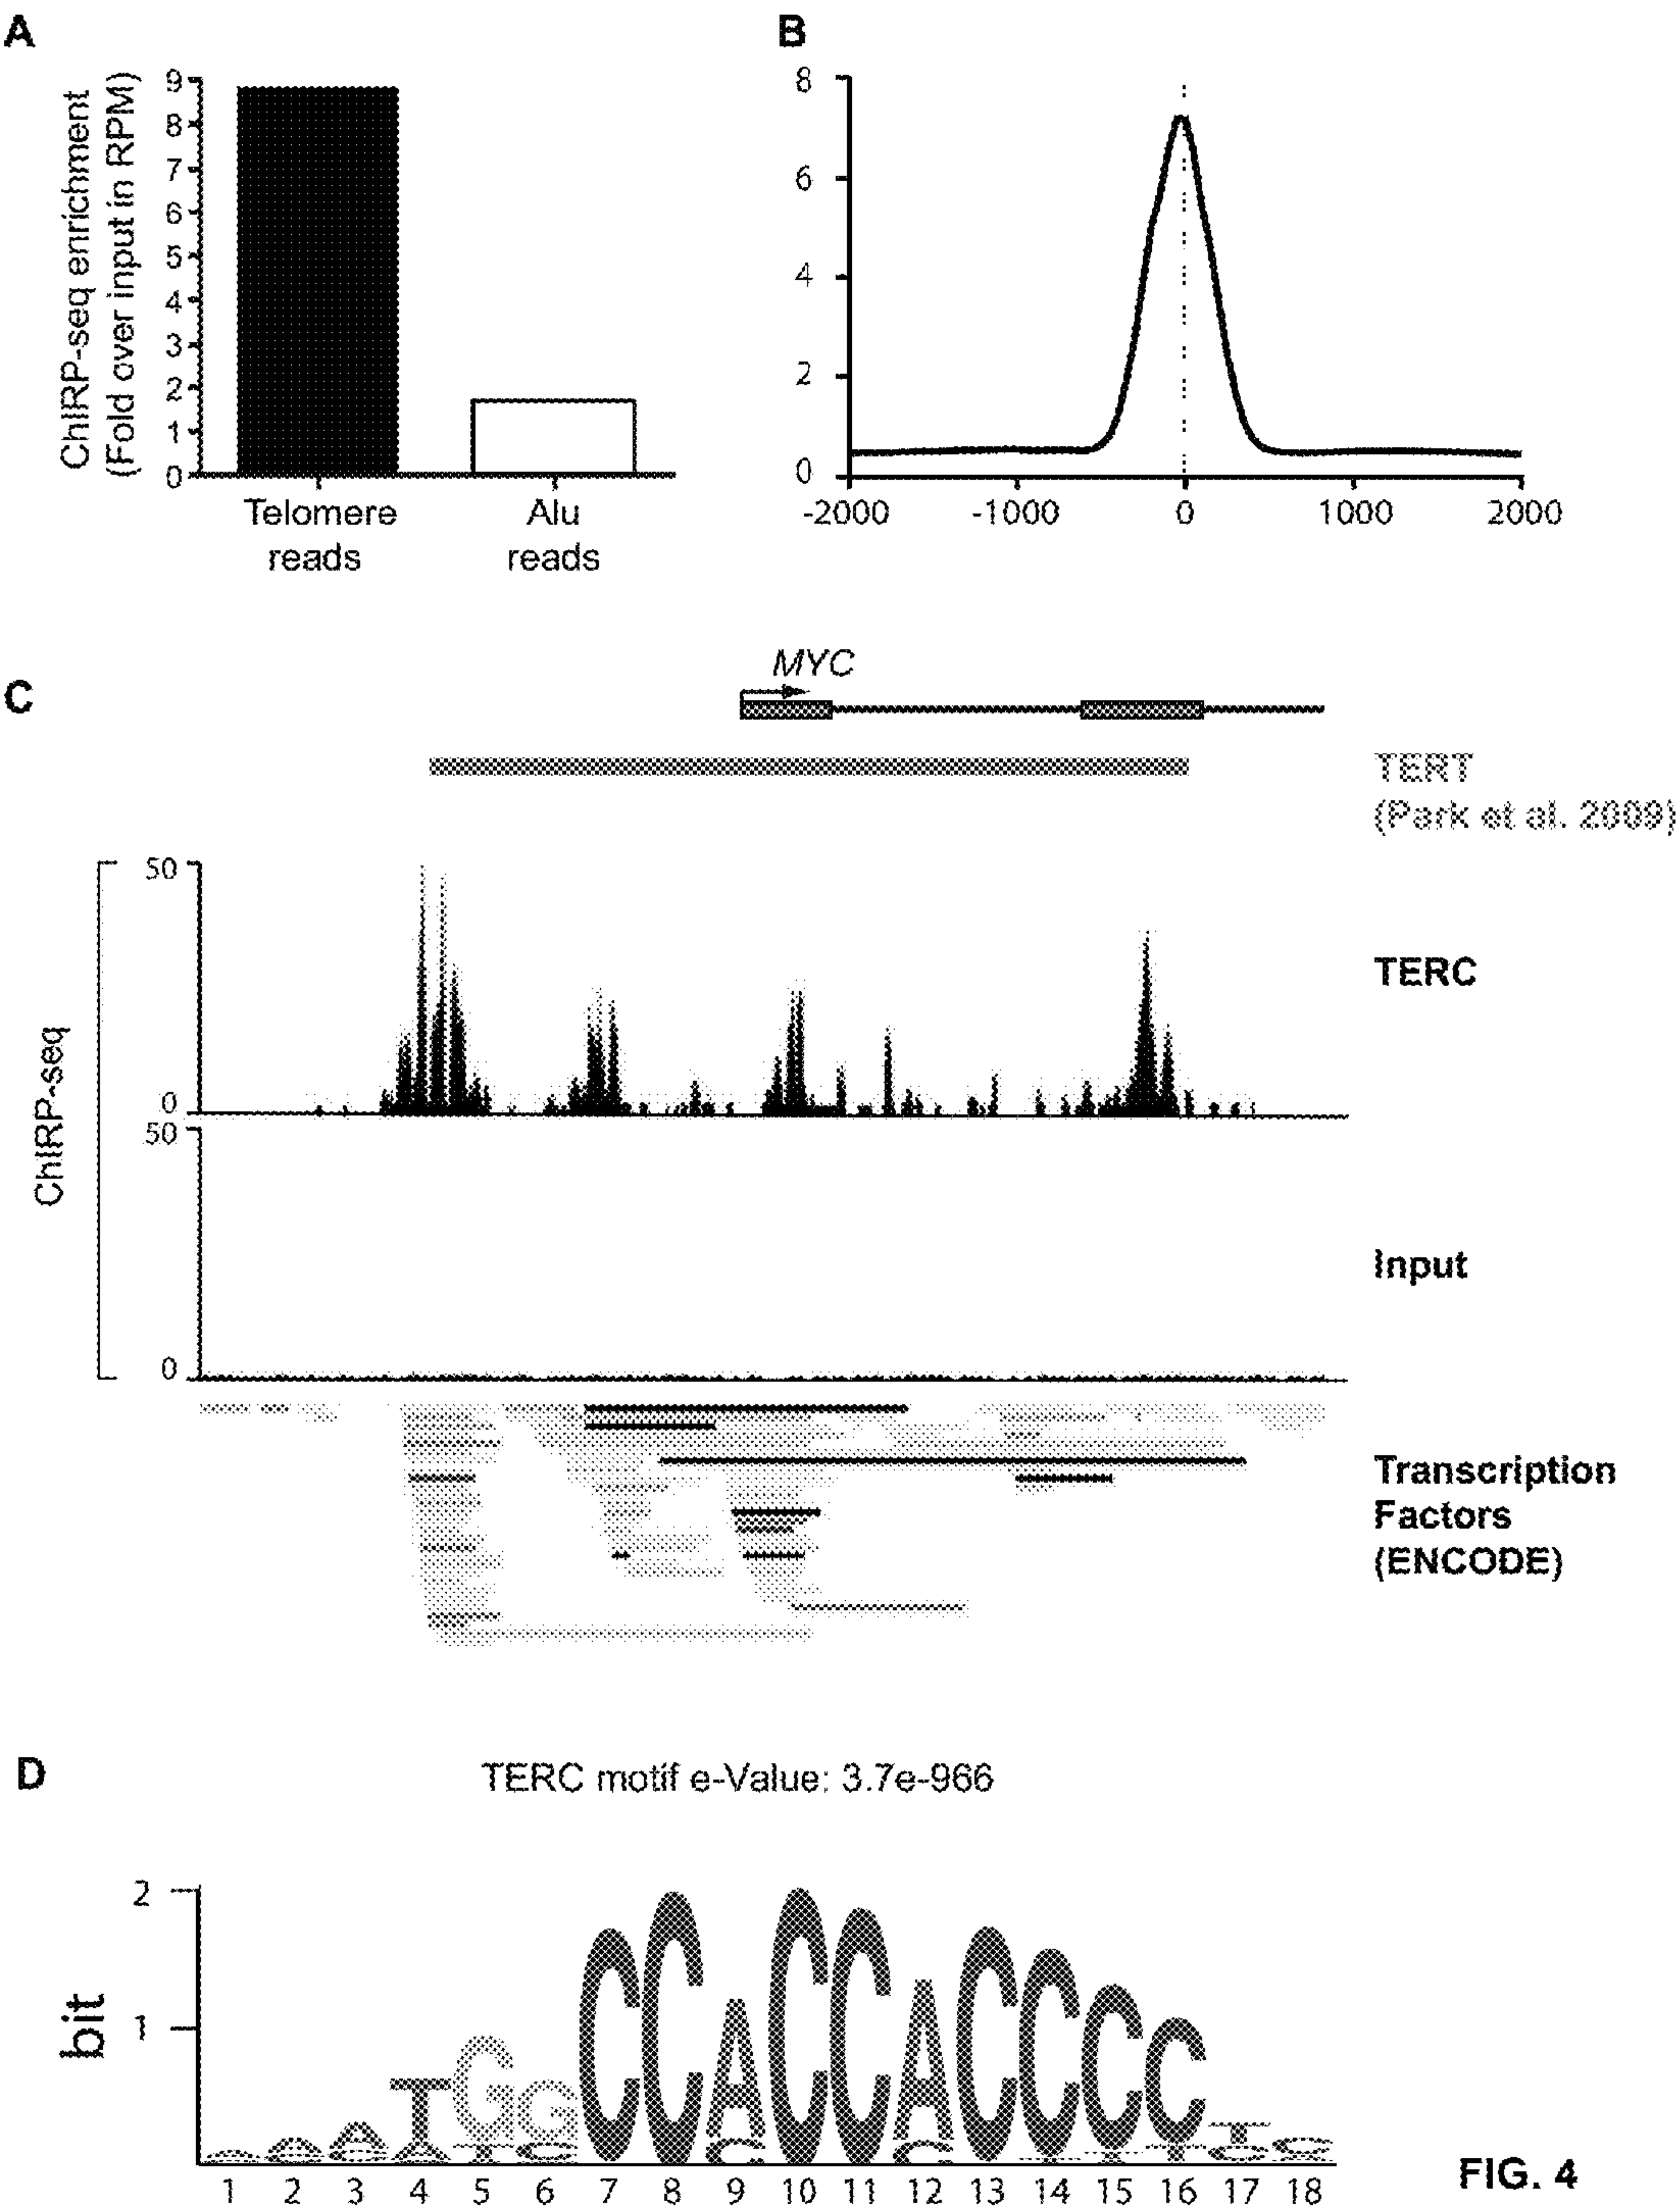 A
ChIRP-seq enrichment
(Fold over input in RPM)
9
8
7
6
5
4
3
2
1
0
Telomere
reads
Alu
reads
B
8
6
4
2
0
-2000 -1000 0 1000 2000
C
MYC
TERT
(Park et al. 2009)
ChIRP-seq
50
0
TERC
50
0
Input
Transcription
Factors
(ENCODE)
D
TERC motif e-Value: 3.7e-966
bit
2
1
TGGCCACCACCCC
1 2 3 4 5 6 7 8 9 10 11 12 13 14 15 16 17 18
FIG. 4